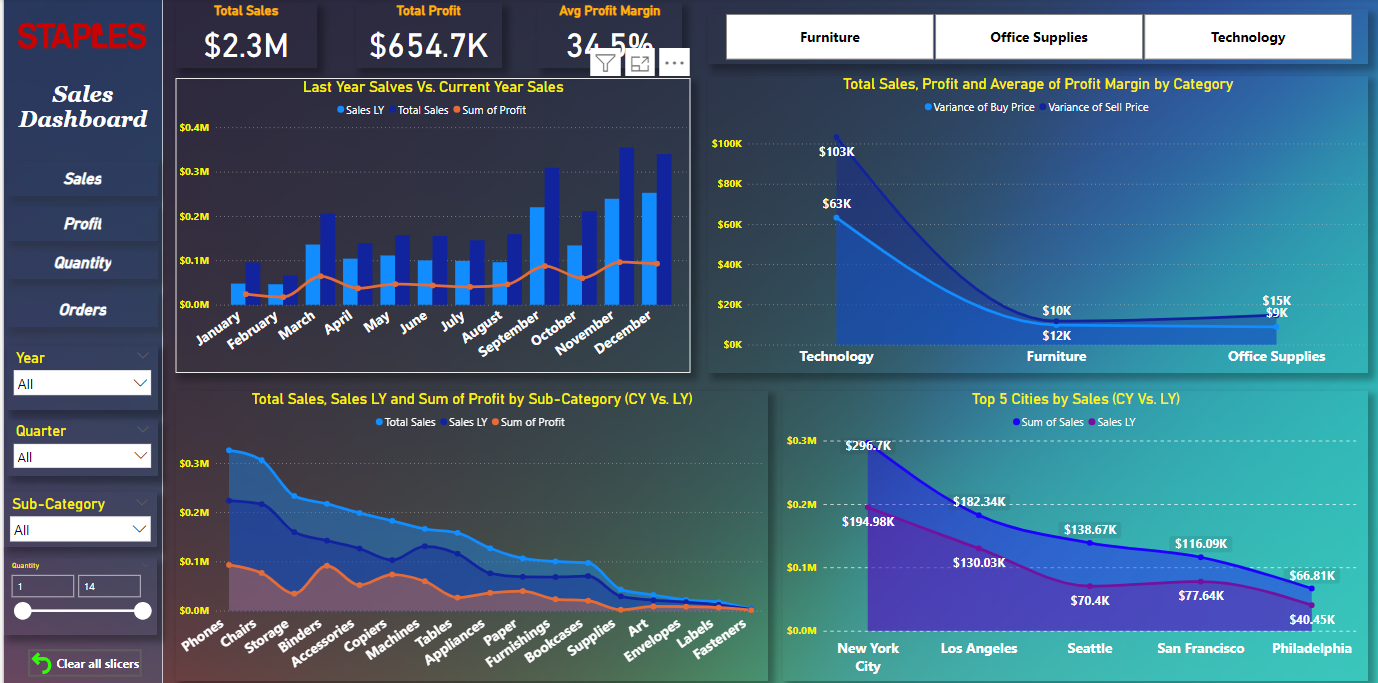 STAPLES
Sales
Dashboard
Sales
Profit
Quantity
Orders
Year
All
Quarter
All
Sub-Category
All
Quantity
1 14
Clear all slicers
Total Sales
$2.3M
Total Profit
$654.7K
Avg Profit Margin
34.5%
Furniture Office Supplies Technology
Last Year Salves Vs. Current Year Sales
Sales LY Total Sales Sum of Profit
$0.4M
$0.3M
$0.2M
$0.1M
$0.0M
January February March April May June July August September October November December
Total Sales, Profit and Average of Profit Margin by Category
Variance of Buy Price Variance of Sell Price
$100K
$80K
$60K
$40K
$20K
$0K
$103K
$63K
$10K
$12K
$15K
$9K
Technology Furniture Office Supplies
Total Sales, Sales LY and Sum of Profit by Sub-Category (CY Vs. LY)
Total Sales Sales LY Sum of Profit
$0.3M
$0.2M
$0.1M
$0.0M
Phones Chairs Storage Binders Accessories Copiers Machines Tables Appliances Paper Furnishings Bookcases Supplies Art Envelopes Labels Fasteners
Top 5 Cities by Sales (CY Vs. LY)
Sum of Sales Sales LY
$0.3M
$0.2M
$0.1M
$0.0M
$296.7K
$194.98K
$182.34K
$130.03K
$138.67K
$70.4K
$116.09K
$77.64K
$66.81K
$40.45K
New York Los Angeles Seattle San Francisco Philadelphia
City